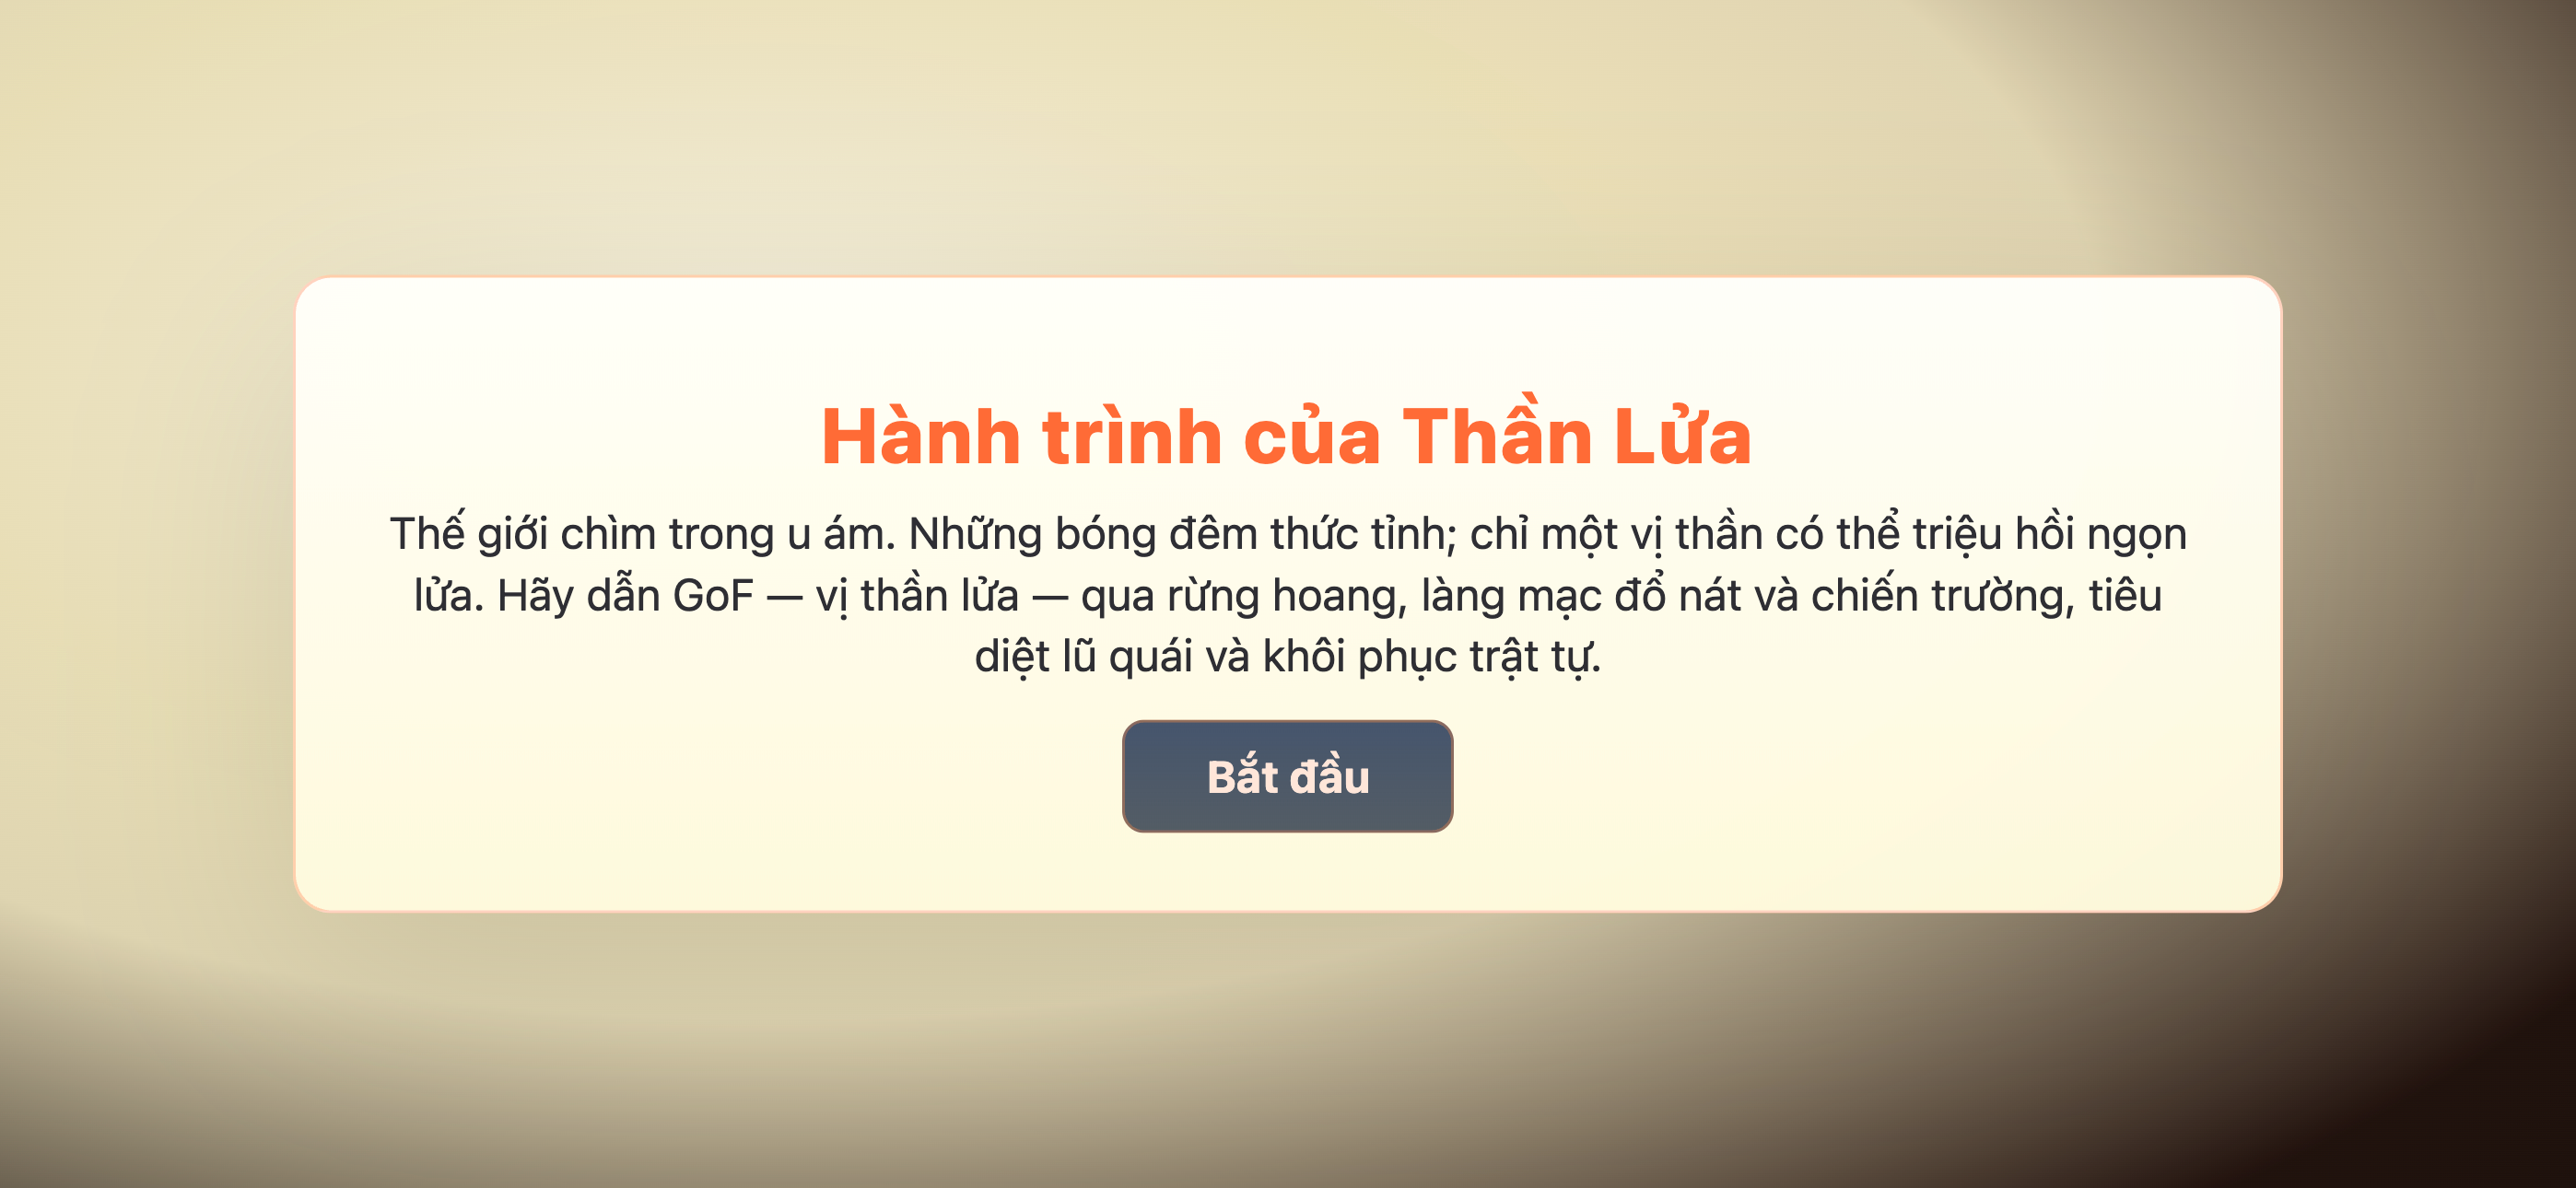 Hành trình của Thần Lửa
Thế giới chìm trong u ám. Những bóng đêm thức tỉnh; chỉ một vị thần có thể triệu hồi ngọn
lửa. Hãy dẫn GoF — vị thần lửa — qua rừng hoang, làng mạc đổ nát và chiến trường, tiêu
diệt lũ quái và khôi phục trật tự.
Bắt đầu